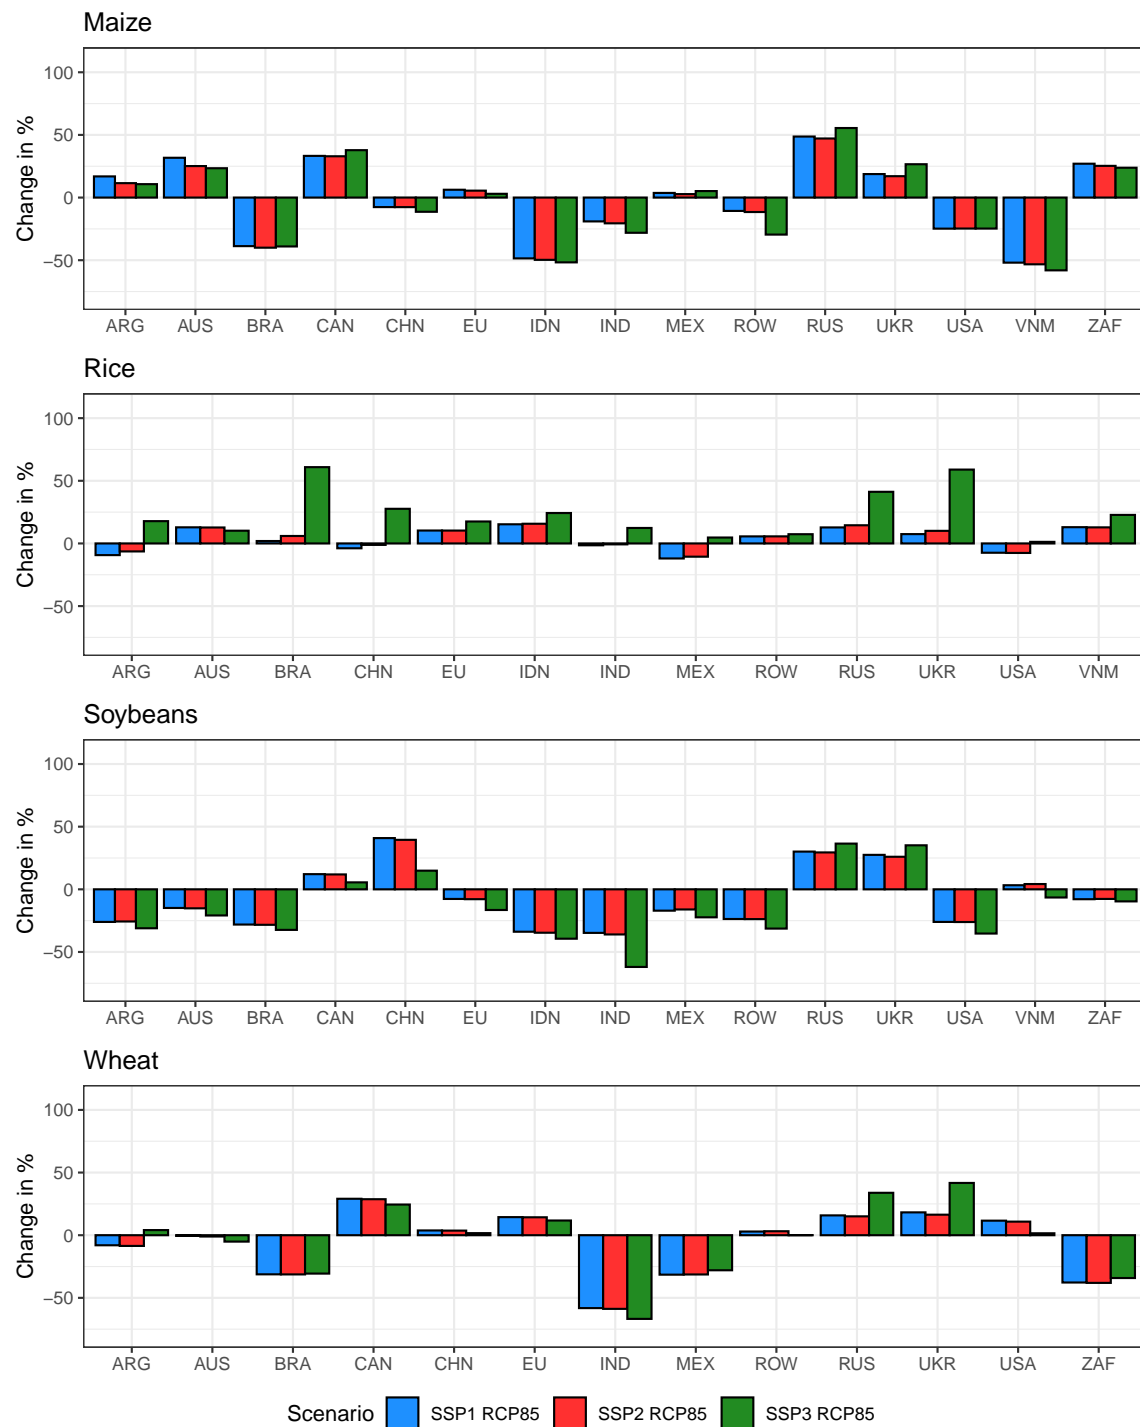 Maize
Change in %
100
50
0
−50
ARG AUS BRA CAN CHN EU IDN IND MEX ROW RUS UKR USA VNM ZAF
Rice
Change in %
100
50
0
−50
ARG AUS BRA CHN EU IDN IND MEX ROW RUS UKR USA VNM
Soybeans
Change in %
100
50
0
−50
ARG AUS BRA CAN CHN EU IDN IND MEX ROW RUS UKR USA VNM ZAF
Wheat
Change in %
100
50
0
−50
ARG AUS BRA CAN CHN EU IND MEX ROW RUS UKR USA ZAF
Scenario SSP1 RCP85 SSP2 RCP85 SSP3 RCP85